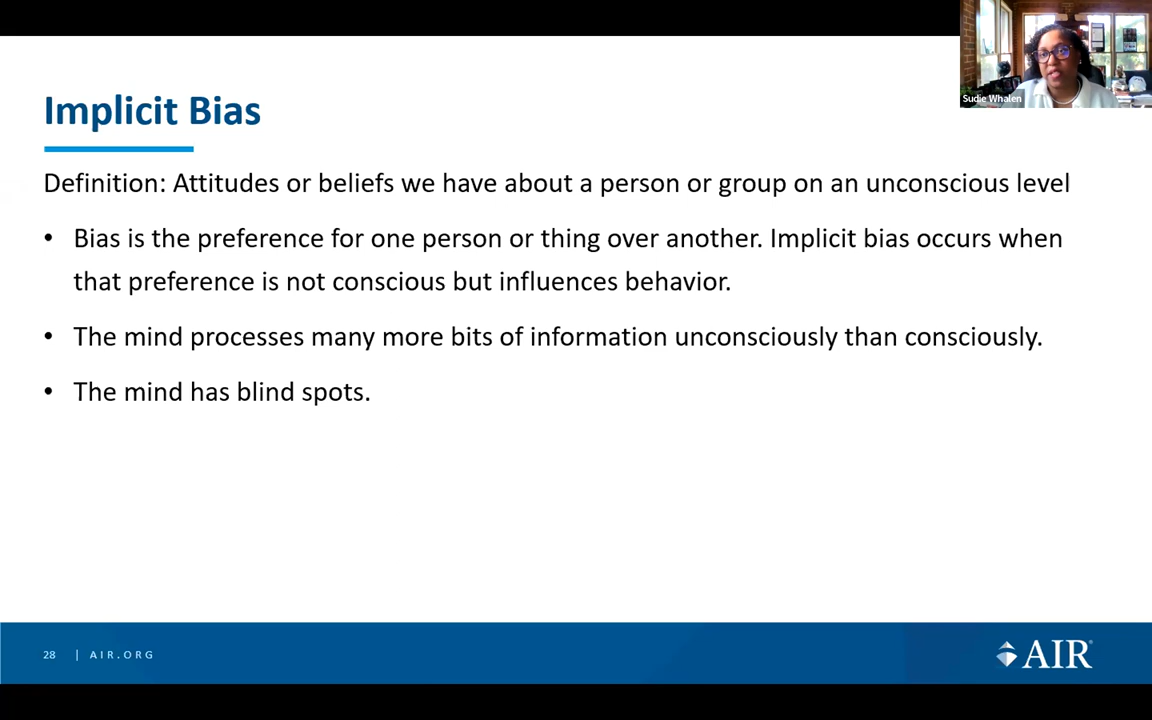 Sudie Whalen
Implicit Bias
Definition: Attitudes or beliefs we have about a person or group on an unconscious level
• Bias is the preference for one person or thing over another. Implicit bias occurs when
that preference is not conscious but influences behavior.
• The mind processes many more bits of information unconsciously than consciously.
• The mind has blind spots.
28 | AIR.ORG
AIR®